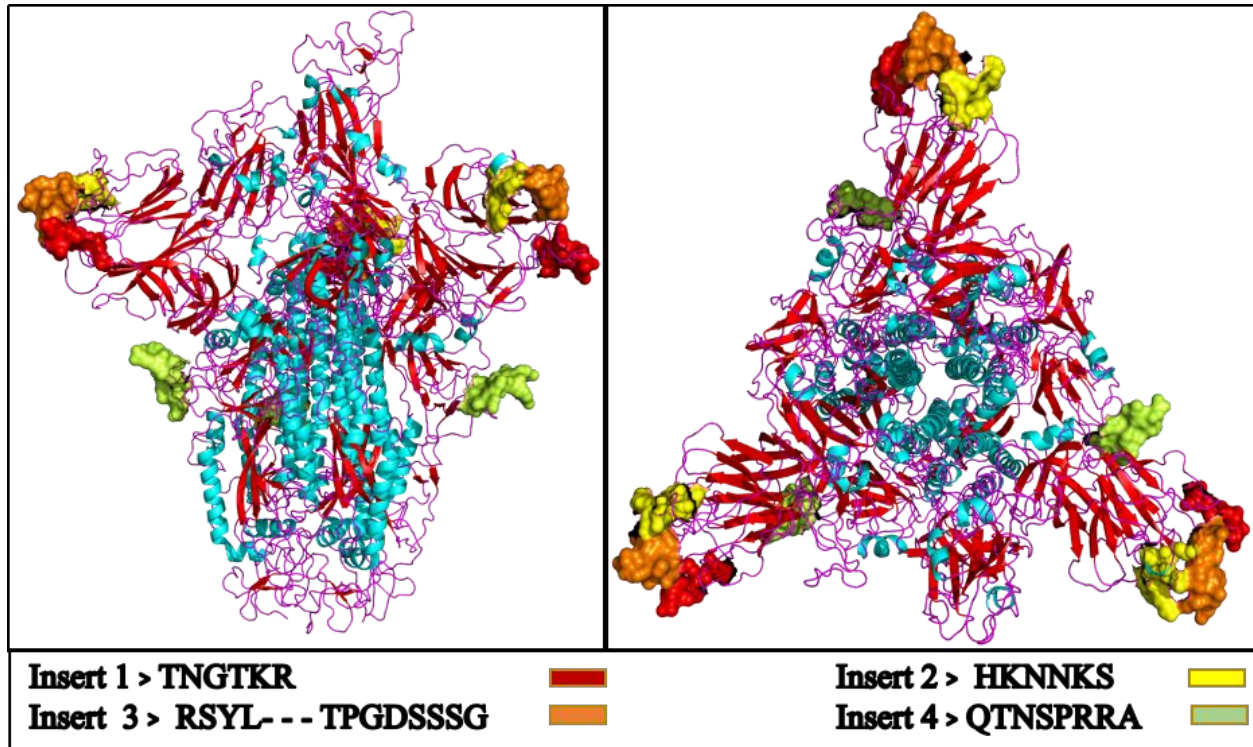 Insert 1 > TNGTKR
Insert 2 > HKNNKS
Insert 3 > RSYL- - - TPGDSSSG
Insert 4 > QTNSPRRA